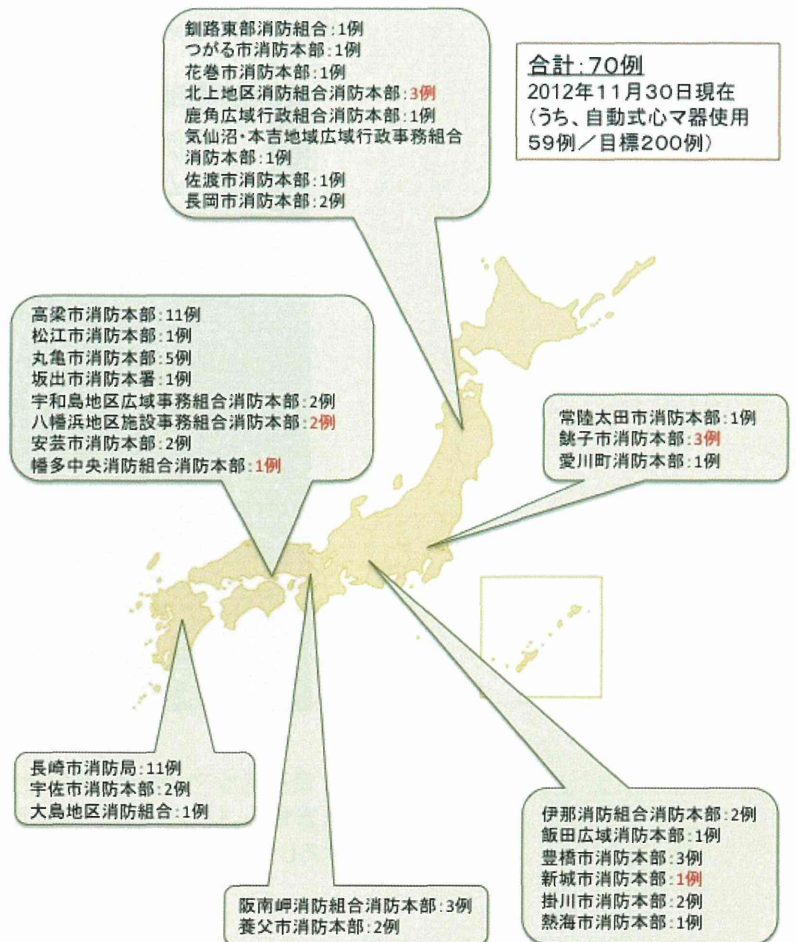 釧路東部消防組合:1例
つがる市消防本部:1例
花巻市消防本部:1例
北上地区消防組合消防本部:3例
鹿角広域行政組合消防本部:1例
気仙沼・本吉地域広域行政事務組合
消防本部:1例
佐渡市消防本部:1例
長岡市消防本部:2例
合計:70例
2012年11月30日現在
(うち、自動式心マ器使用
59例/目標200例)
高梁市消防本部:11例
松江市消防本部:1例
丸亀市消防本部:5例
坂出市消防本署:1例
宇和島地区広域事務組合消防本部:2例
八幡浜地区施設事務組合消防本部:2例
安芸市消防本部:2例
幡多中央消防組合消防本部:1例
常陸太田市消防本部:1例
銚子市消防本部:3例
愛川町消防本部:1例
長崎市消防局:11例
宇佐市消防本部:2例
大島地区消防組合:1例
伊那消防組合消防本部:2例
飯田広域消防本部:1例
豊橋市消防本部:3例
新城市消防本部:1例
掛川市消防本部:2例
熱海市消防本部:1例
阪南岬消防組合消防本部:3例
養父市消防本部:2例